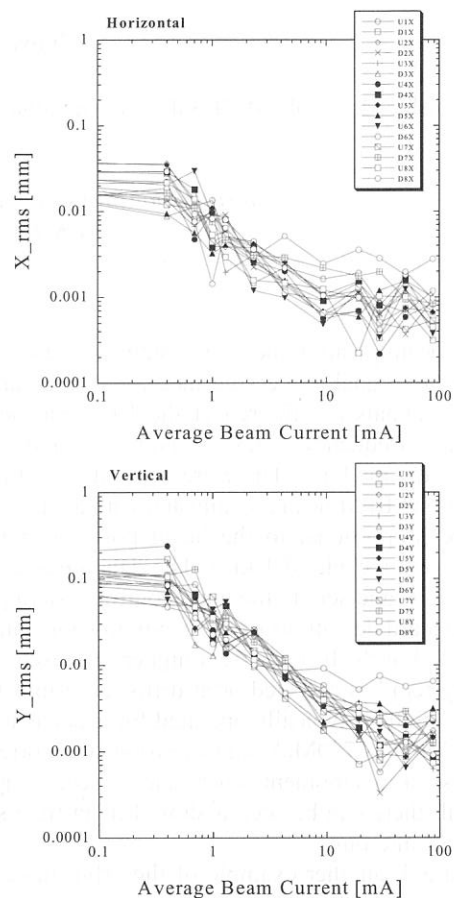 Horizontal
1
0.1
0.01
0.001
0.0001
X_rms [mm]
0.1
1
10
100
Average Beam Current [mA]
U1X
D1X
U2X
D2X
U3X
D3X
U4X
D4X
U5X
D5X
U6X
D6X
U7X
D7X
U8X
D8X
Vertical
1
0.1
0.01
0.001
0.0001
Y_rms [mm]
0.1
1
10
100
Average Beam Current [mA]
U1Y
D1Y
U2Y
D2Y
U3Y
D3Y
U4Y
D4Y
U5Y
D5Y
U6Y
D6Y
U7Y
D7Y
U8Y
D8Y